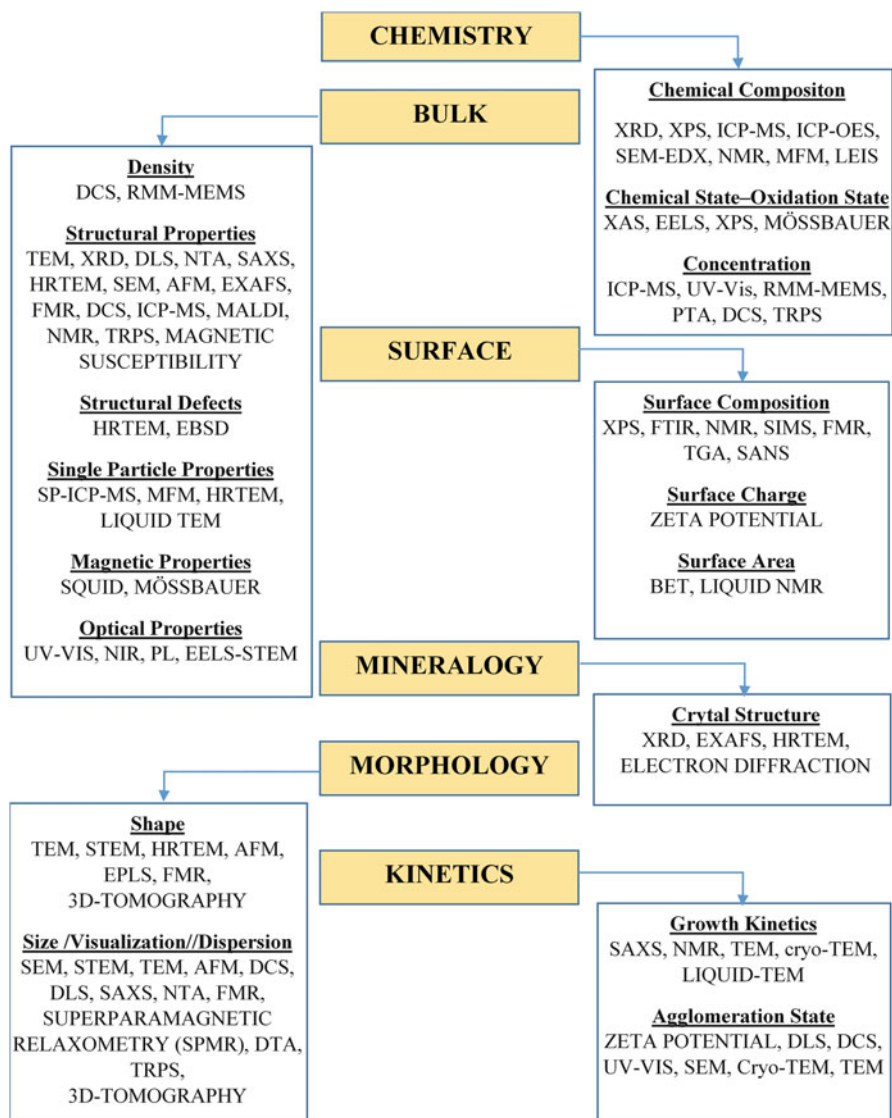 CHEMISTRY
Chemical Compositon
XRD, XPS, ICP-MS, ICP-OES,
SEM-EDX, NMR, MFM, LEIS
Chemical State–Oxidation State
XAS, EELS, XPS, MÖSSBAUER
Concentration
ICP-MS, UV-Vis, RMM-MEMS,
PTA, DCS, TRPS
BULK
Density
DCS, RMM-MEMS
Structural Properties
TEM, XRD, DLS, NTA, SAXS,
HRTEM, SEM, AFM, EXAFS,
FMR, DCS, ICP-MS, MALDI,
NMR, TRPS, MAGNETIC
SUSCEPTIBILITY
Structural Defects
HRTEM, EBSD
Single Particle Properties
SP-ICP-MS, MFM, HRTEM,
LIQUID TEM
Magnetic Properties
SQUID, MÖSSBAUER
Optical Properties
UV-VIS, NIR, PL, EELS-STEM
SURFACE
Surface Composition
XPS, FTIR, NMR, SIMS, FMR,
TGA, SANS
Surface Charge
ZETA POTENTIAL
Surface Area
BET, LIQUID NMR
MINERALOGY
Crytal Structure
XRD, EXAFS, HRTEM,
ELECTRON DIFFRACTION
MORPHOLOGY
Shape
TEM, STEM, HRTEM, AFM,
EPLS, FMR,
3D-TOMOGRAPHY
Size /Visualization//Dispersion
SEM, STEM, TEM, AFM, DCS,
DLS, SAXS, NTA, FMR,
SUPERPARAMAGNETIC
RELAXOMETRY (SPMR), DTA,
TRPS,
3D-TOMOGRAPHY
KINETICS
Growth Kinetics
SAXS, NMR, TEM, cryo-TEM,
LIQUID-TEM
Agglomeration State
ZETA POTENTIAL, DLS, DCS,
UV-VIS, SEM, Cryo-TEM, TEM